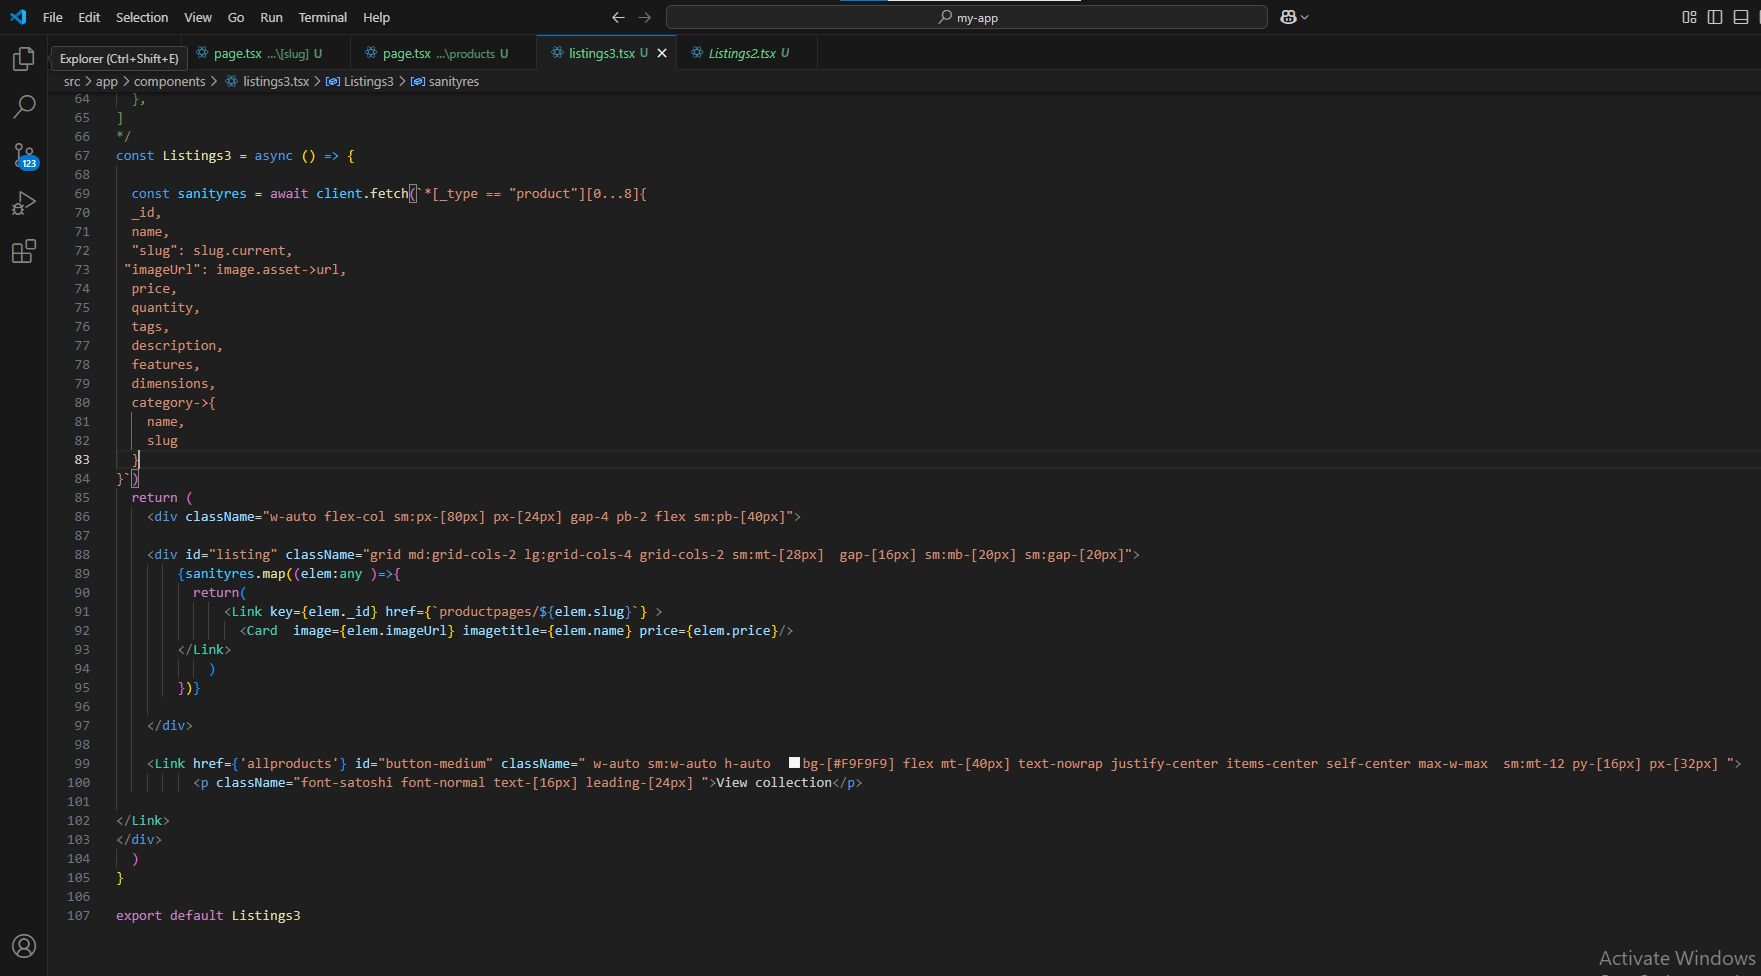 File Edit Selection View Go Run Terminal Help
my-app
Explorer (Ctrl+Shift+E)
page.tsx ...\[slug] U
page.tsx ...\products U
listings3.tsx U
Listings2.tsx U
src > app > components > listings3.tsx > Listings3 > sanityres
123
64 },
65 ]
66 */
67 const Listings3 = async () => {
68
69 const sanityres = await client.fetch(`*[_type == "product"][0...8]{
70 _id,
71 name,
72 "slug": slug.current,
73 "imageUrl": image.asset->url,
74 price,
75 quantity,
76 tags,
77 description,
78 features,
79 dimensions,
80 category->{
81 name,
82 slug
83 }
84 }`)
85 return (
86 <div className="w-auto flex-col sm:px-[80px] px-[24px] gap-4 pb-2 flex sm:pb-[40px]">
87
88 <div id="listing" className="grid md:grid-cols-2 lg:grid-cols-4 grid-cols-2 sm:mt-[28px]  gap-[16px] sm:mb-[20px] sm:gap-[20px]">
89 {sanityres.map((elem:any )=>{
90 return(
91 <Link key={elem._id} href={`productpages/${elem.slug}`} >
92 <Card  image={elem.imageUrl} imagetitle={elem.name} price={elem.price}/>
93 </Link>
94 )
95 })}
96
97 </div>
98
99 <Link href={'allproducts'} id="button-medium" className=" w-auto sm:w-auto h-auto  bg-[#F9F9F9] flex mt-[40px] text-nowrap justify-center items-center self-center max-w-max  sm:mt-12 py-[16px] px-[32px] ">
100 <p className="font-satoshi font-normal text-[16px] leading-[24px] ">View collection</p>
101
102 </Link>
103 </div>
104 )
105 }
106
107 export default Listings3
Activate Windows